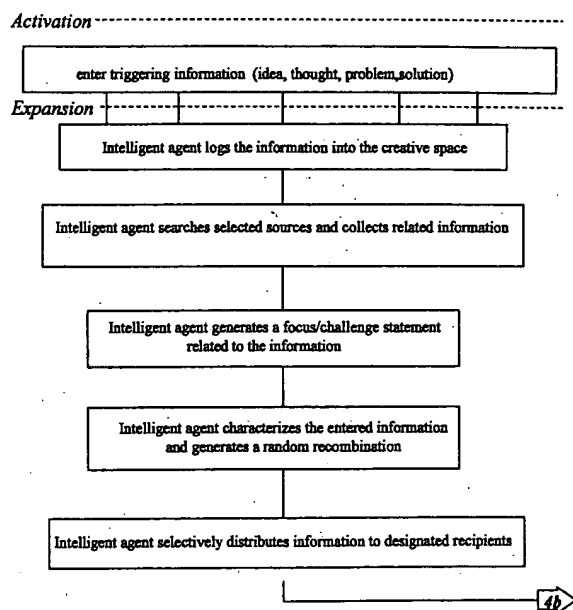 Activation
enter triggering information (idea, thought, problem,solution)
Expansion
Intelligent agent logs the information into the creative space
Intelligent agent searches selected sources and collects related information
Intelligent agent generates a focus/challenge statement
related to the information
Intelligent agent characterizes the entered information
and generates a random recombination
Intelligent agent selectively distributes information to designated recipients
4b